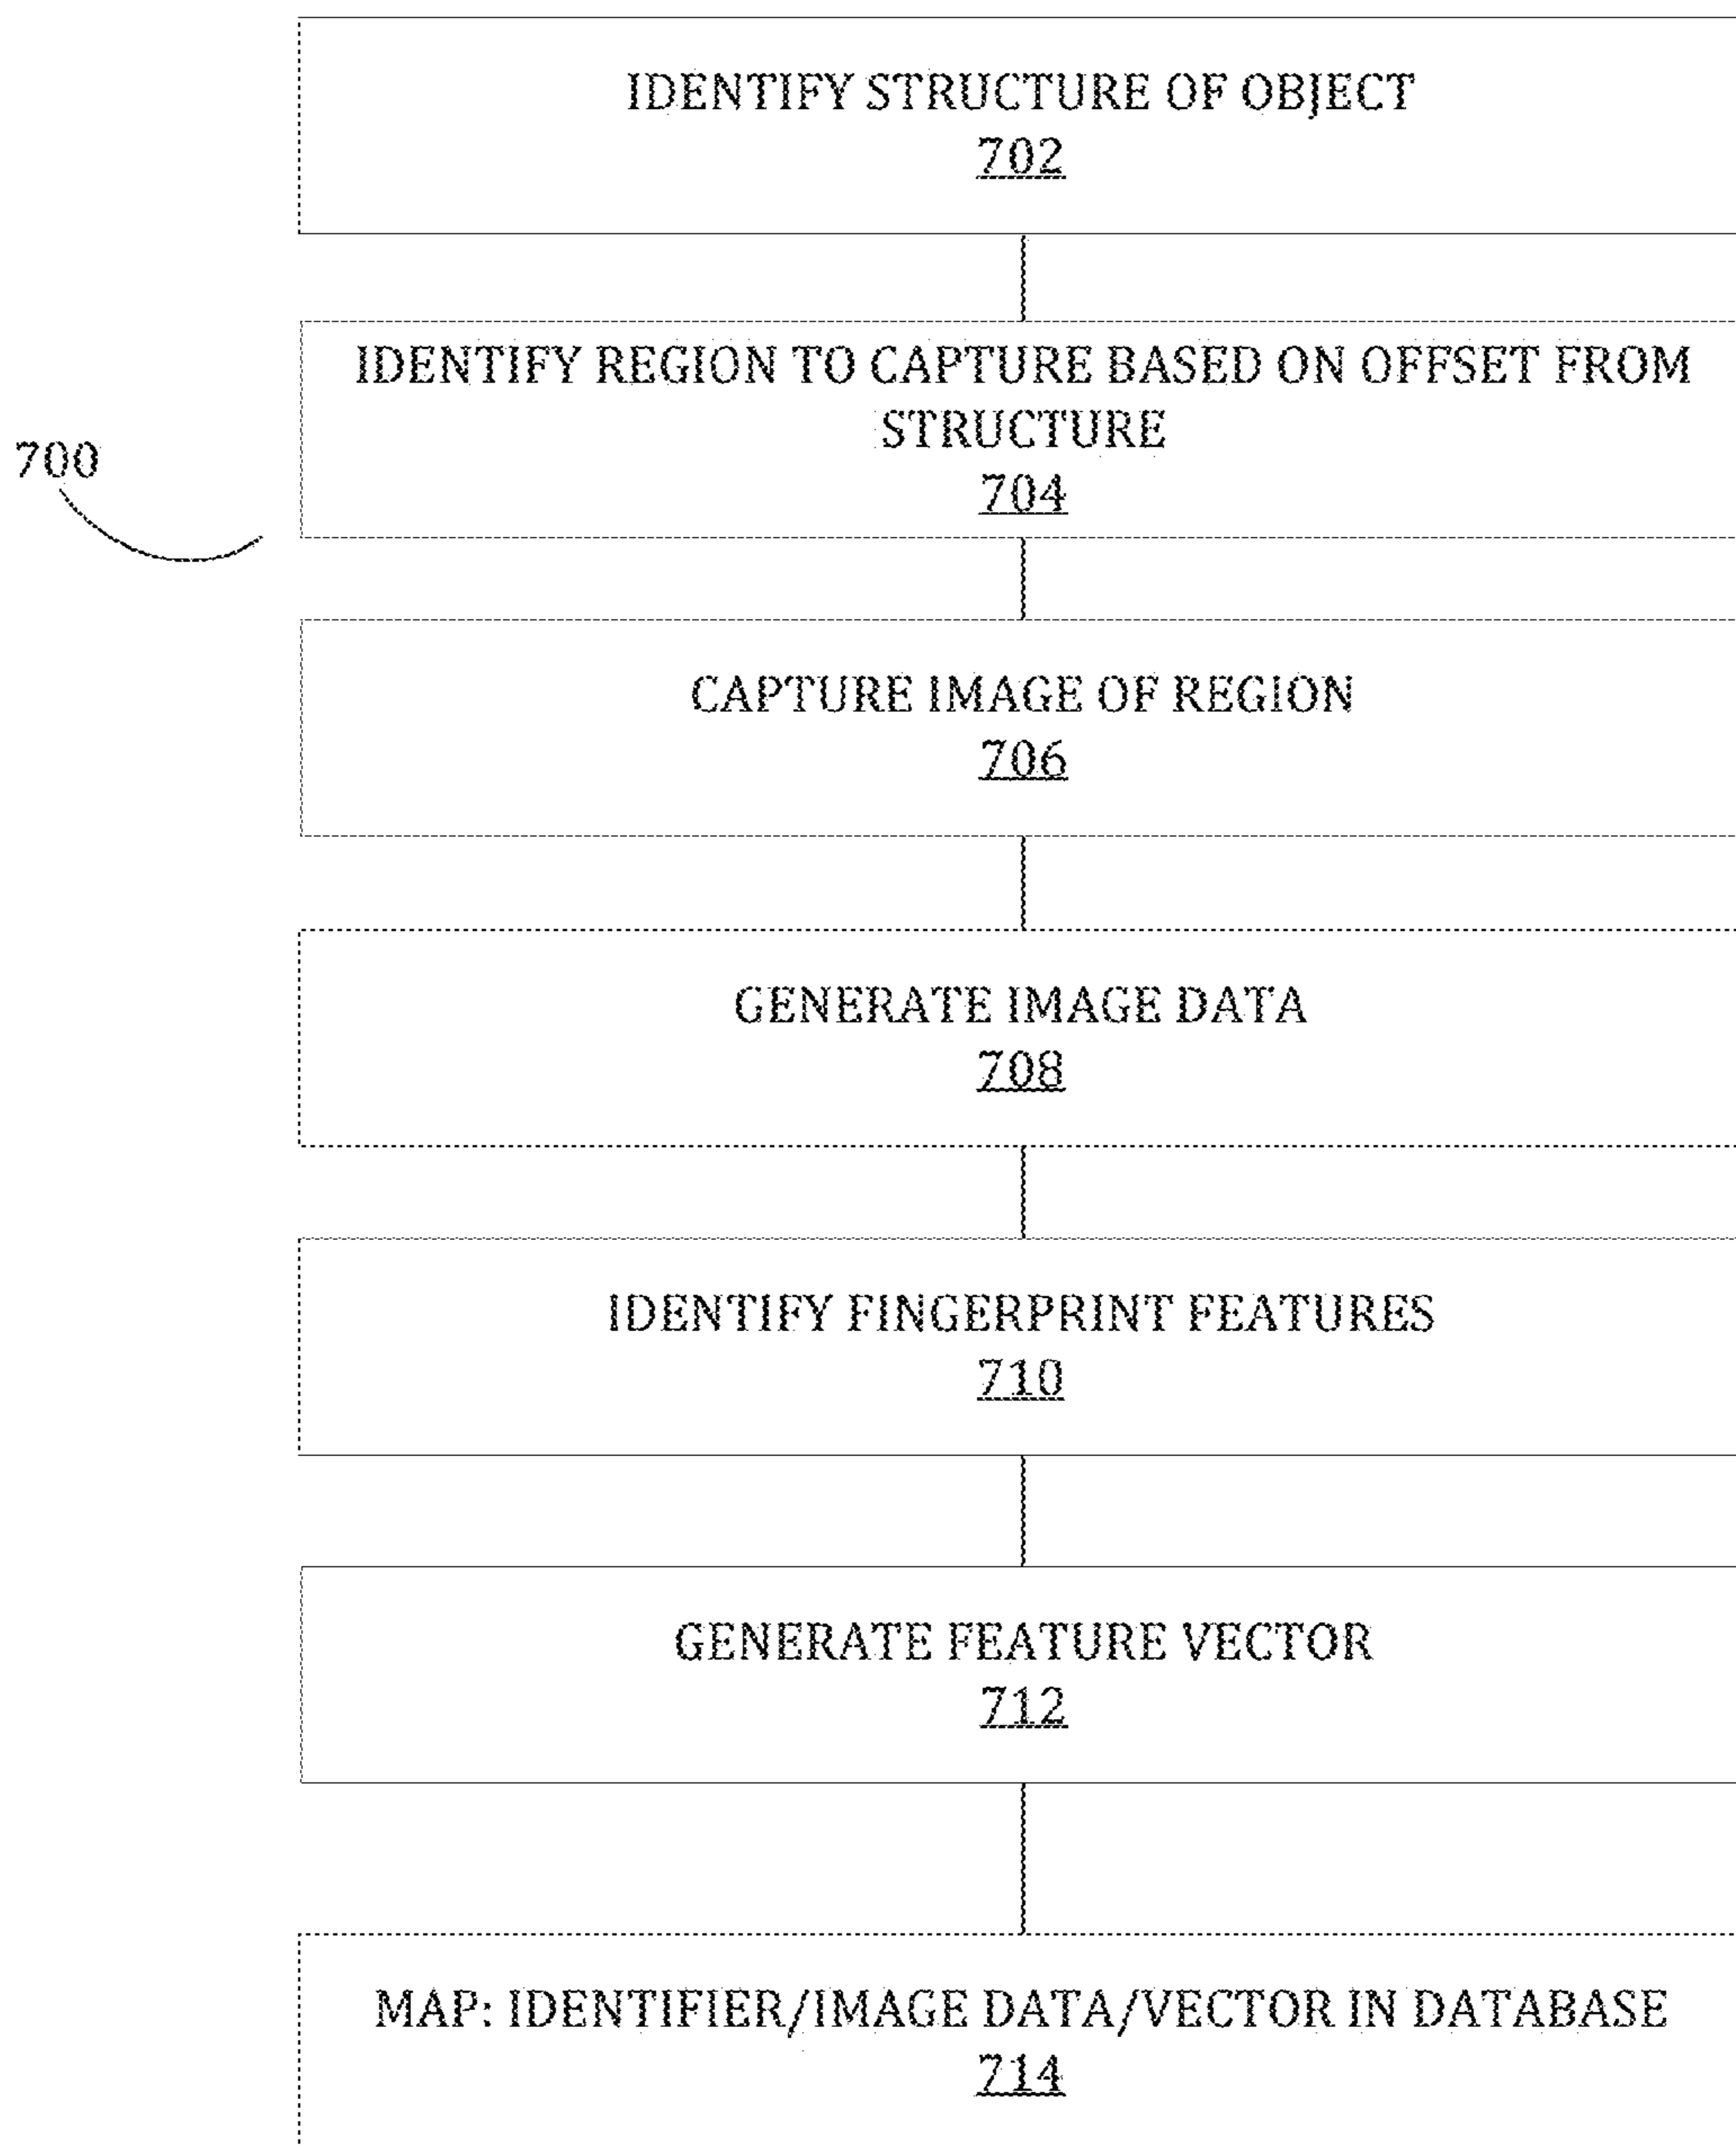 IDENTIFY STRUCTURE OF OBJECT
702
IDENTIFY REGION TO CAPTURE BASED ON OFFSET FROM
STRUCTURE
704
700
CAPTURE IMAGE OF REGION
706
GENERATE IMAGE DATA
708
IDENTIFY FINGERPRINT FEATURES
710
GENERATE FEATURE VECTOR
712
MAP: IDENTIFIER/IMAGE DATA/VECTOR IN DATABASE
714